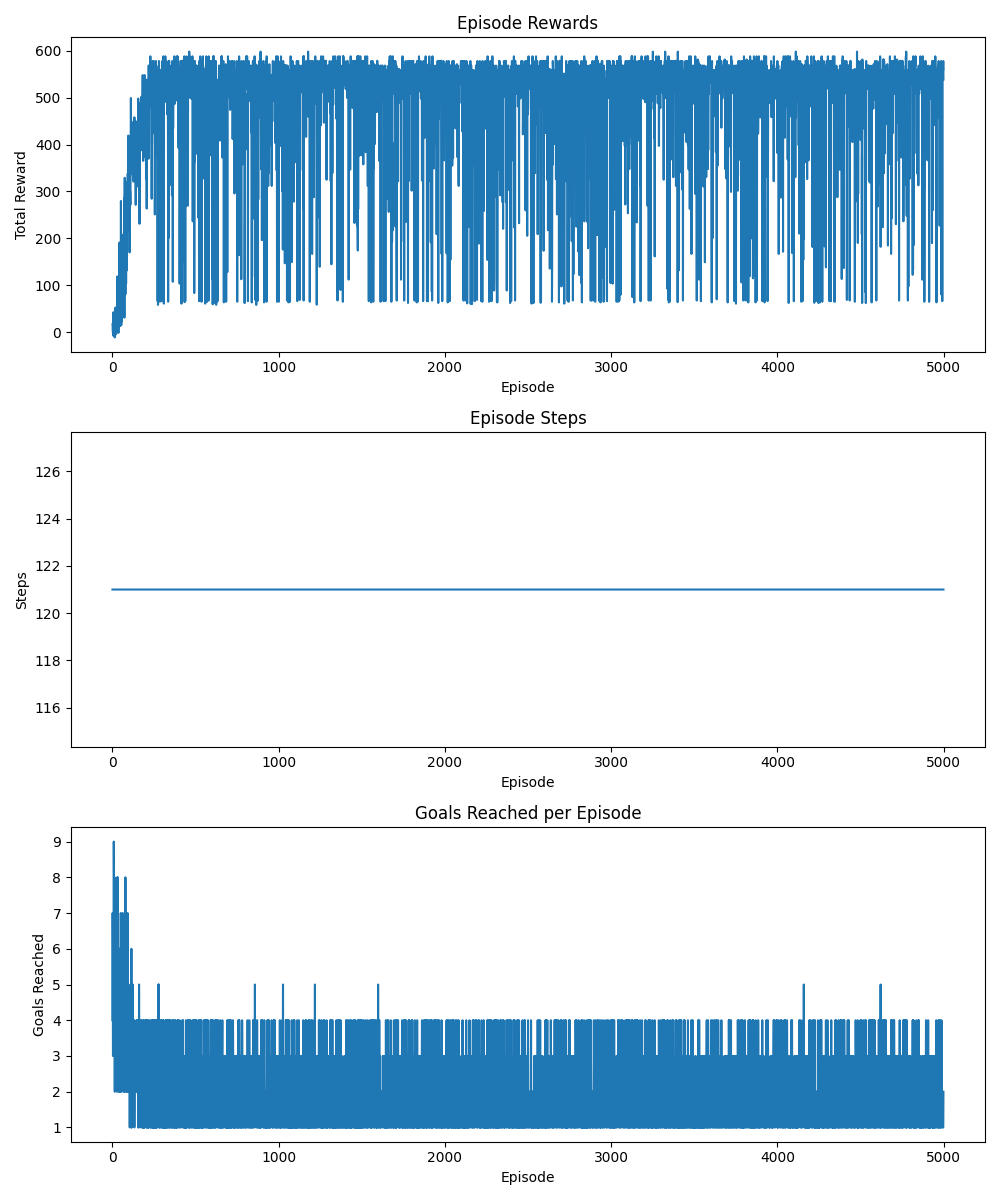 Episode Rewards
600
500
400
300
200
100
0
Total Reward
0 1000 2000 3000 4000 5000
Episode
Episode Steps
126
124
122
120
118
116
Steps
0 1000 2000 3000 4000 5000
Episode
Goals Reached per Episode
9
8
7
6
5
4
3
2
1
Goals Reached
0 1000 2000 3000 4000 5000
Episode